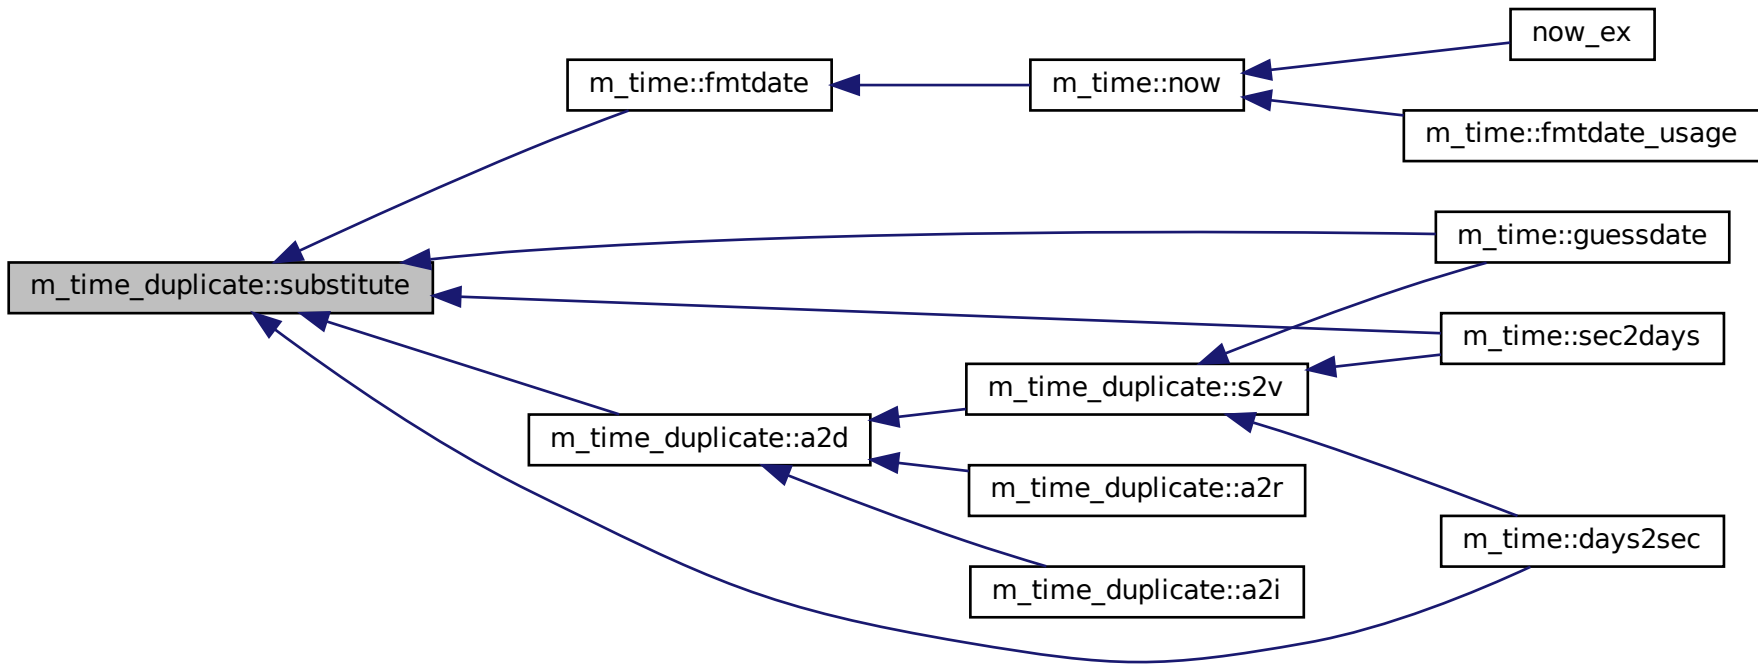 now_ex
m_time::fmtdate
m_time::now
m_time::fmtdate_usage
m_time::guessdate
m_time_duplicate::substitute
m_time::sec2days
m_time_duplicate::s2v
m_time_duplicate::a2d
m_time_duplicate::a2r
m_time::days2sec
m_time_duplicate::a2i